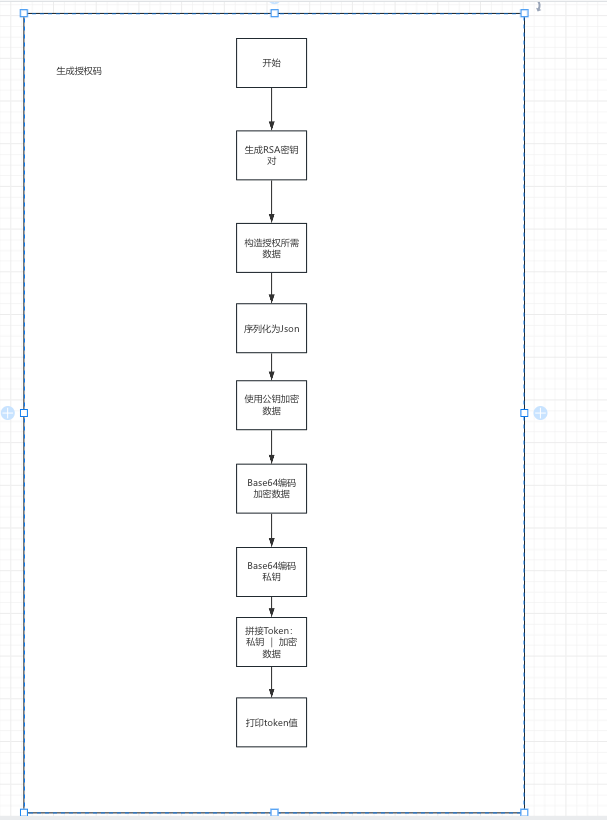 开始
生成授权码
生成RSA密钥
对
构造授权所需
数据
序列化为Json
使用公钥加密
数据
Base64编码
加密数据
Base64编码
私钥
拼接Token：
私钥 ｜ 加密
数据
打印token值